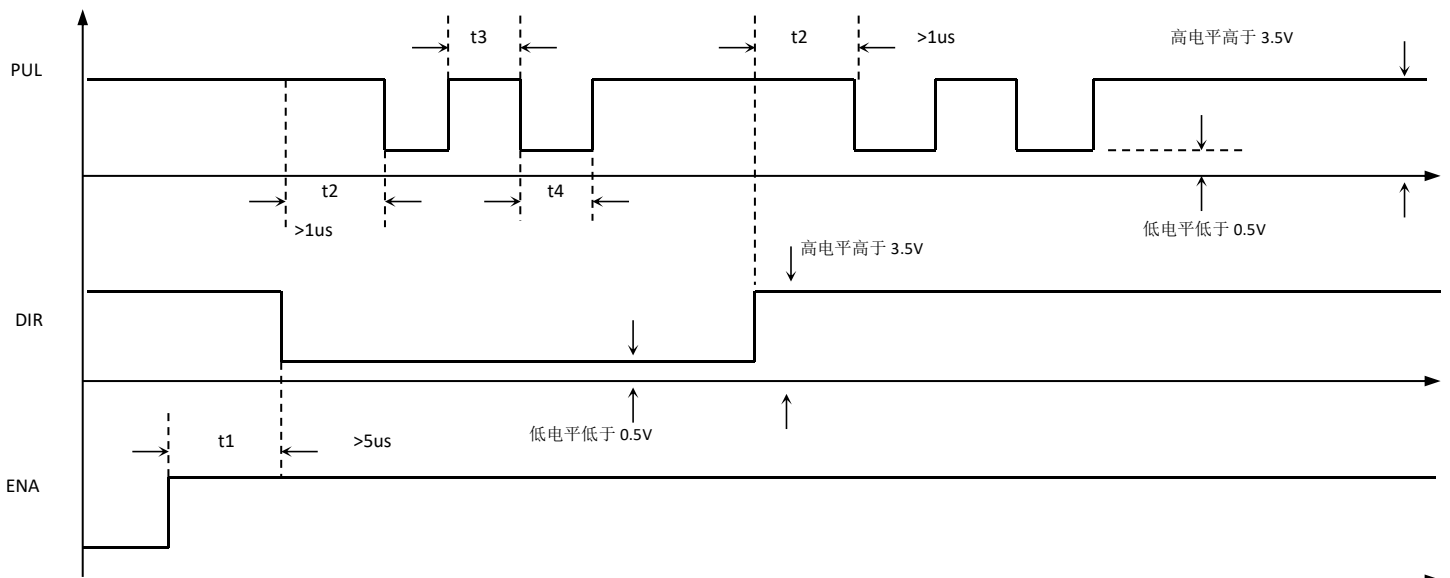 t3
t2
>1us
高电平高于 3.5V
PUL
t2
t4
>1us
低电平低于 0.5V
高电平高于 3.5V
DIR
t1
>5us
低电平低于 0.5V
ENA